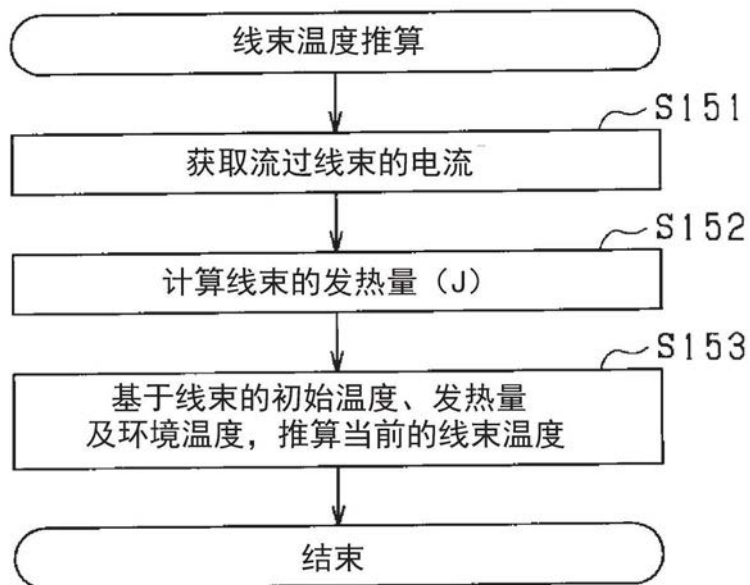 线束温度推算
S151
获取流过线束的电流
S152
计算线束的发热量（J）
S153
基于线束的初始温度、发热量
及环境温度，推算当前的线束温度
结束